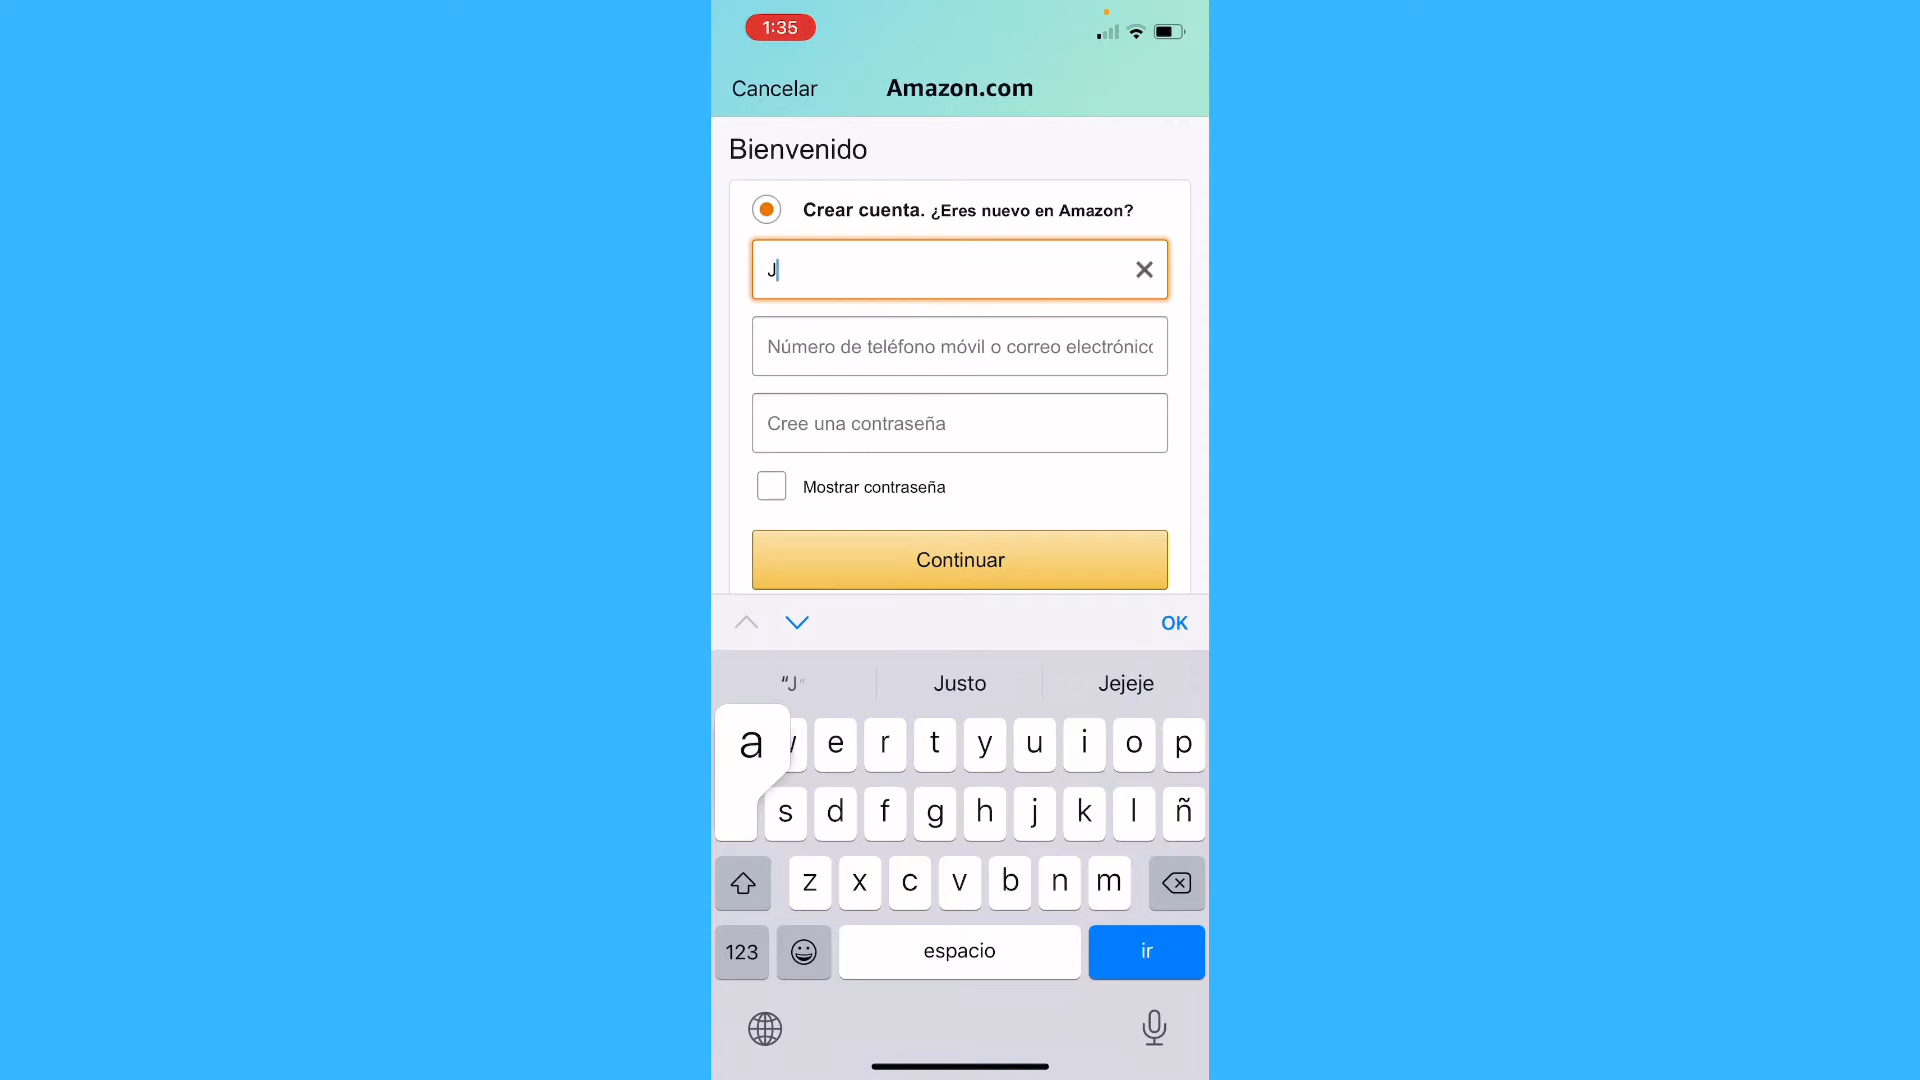 1:35
Cancelar Amazon.com
Bienvenido
Crear cuenta. ¿Eres nuevo en Amazon?
J
Número de teléfono móvil o correo electrónico
Cree una contraseña
Mostrar contraseña
Continuar
OK
“J” Justo Jejeje
a e r t y u i o p
s d f g h j k l ñ
z x c v b n m
123 espacio ir